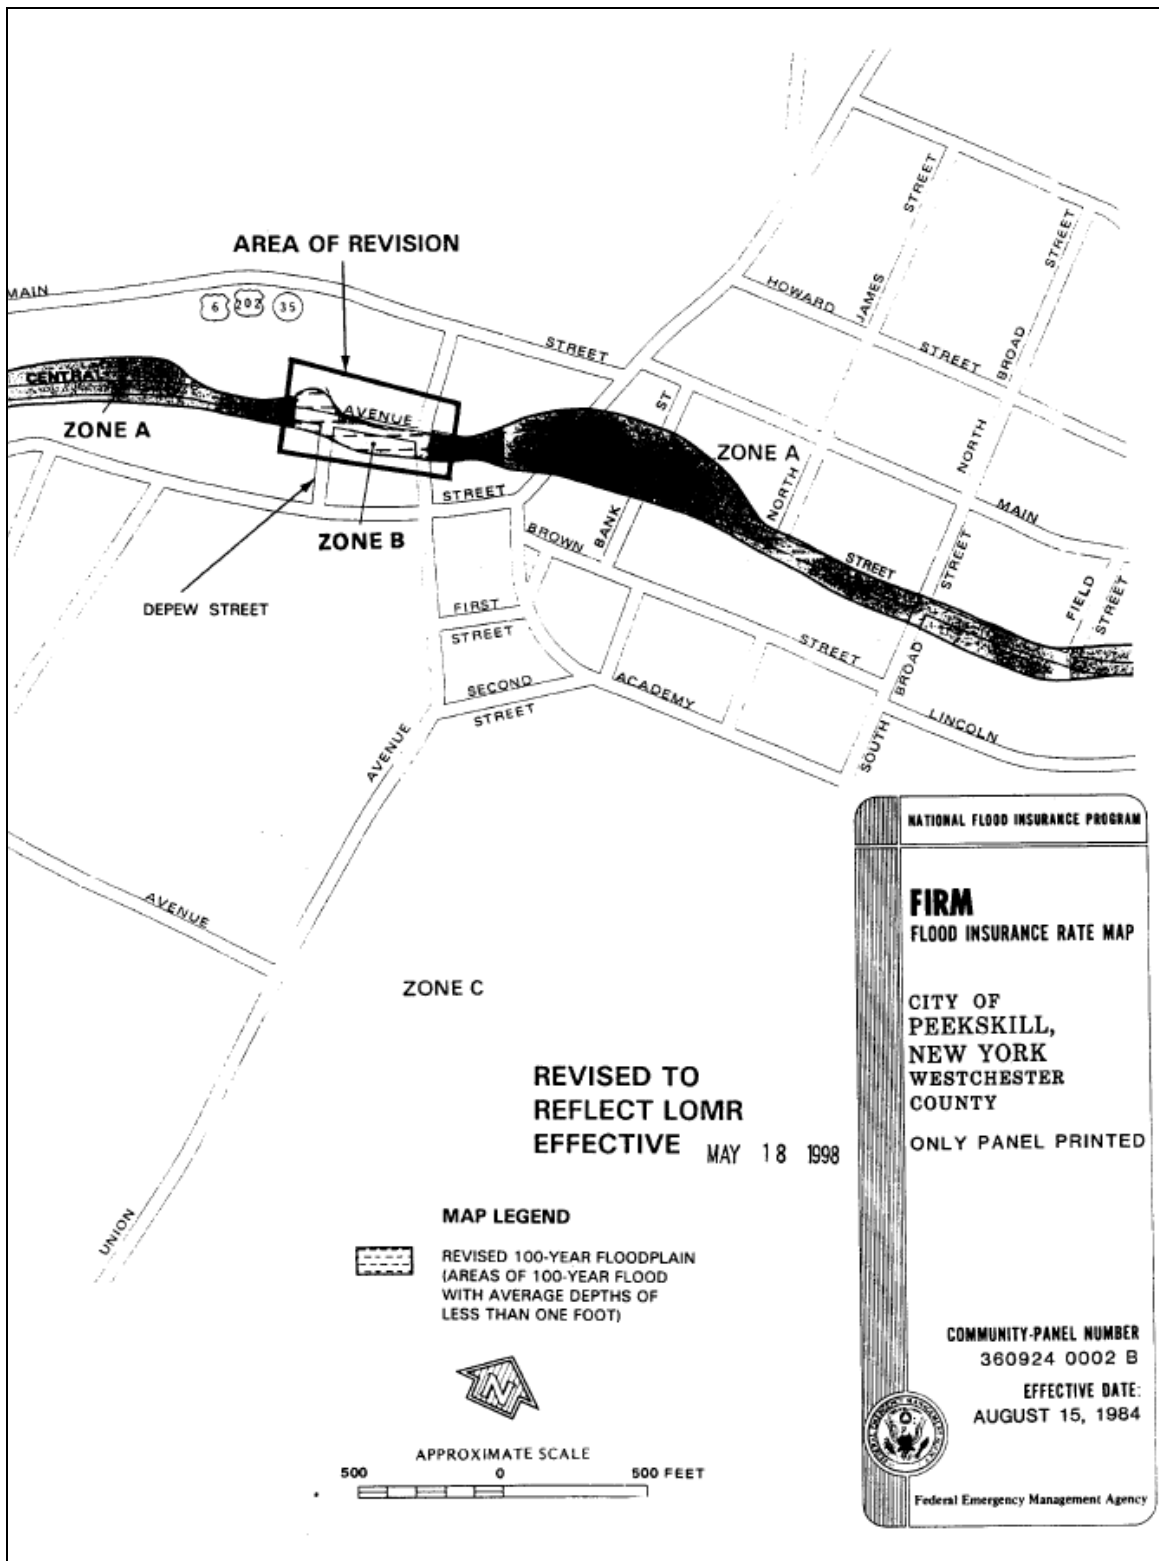 AREA OF REVISION
MAIN
6
202
35
STREET
HOWARD
STREET
JAMES
STREET
BROAD
STREET
NORTH
CENTRAL
AVENUE
ZONE A
ZONE A
ST
BANK
NORTH
MAIN
STREET
STREET
BROWN
STREET
ZONE B
DEPEW STREET
FIRST
STREET
SECOND
STREET
ACADEMY
STREET
BROAD
SOUTH
LINCOLN
FIELD
STREET
AVENUE
AVENUE
UNION
ZONE C
REVISED TO
REFLECT LOMR
EFFECTIVE MAY 18 1998
MAP LEGEND
REVISED 100-YEAR FLOODPLAIN
(AREAS OF 100-YEAR FLOOD
WITH AVERAGE DEPTHS OF
LESS THAN ONE FOOT)
N
APPROXIMATE SCALE
500 0 500 FEET
NATIONAL FLOOD INSURANCE PROGRAM
FIRM
FLOOD INSURANCE RATE MAP
CITY OF
PEEKSKILL,
NEW YORK
WESTCHESTER
COUNTY
ONLY PANEL PRINTED
COMMUNITY-PANEL NUMBER
360924 0002 B
EFFECTIVE DATE:
AUGUST 15, 1984
FEDERAL EMERGENCY MANAGEMENT AGENCY
Federal Emergency Management Agency